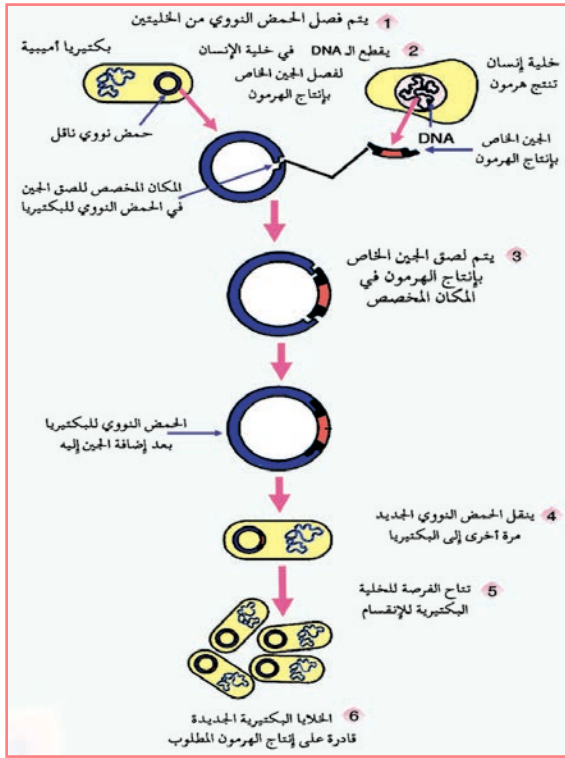 1 يتم فصل الحمض النووي من الخليتين
بكتيريا أميبية
2 يقطع الـ DNA في خلية الإنسان
لفصل الجين الخاص
بإنتاج الهرمون
خلية إنسان
تنتج هرمون
حمض نووي ناقل
DNA
الجين الخاص
بإنتاج الهرمون
المكان المخصص للصق الجين
في الحمض النووي للبكتيريا
3 يتم لصق الجين الخاص
بإنتاج الهرمون في
المكان المخصص
الحمض النووي للبكتيريا
بعد إضافة الجين إليه
4 ينقل الحمض النووي الجديد
مرة أخرى إلى البكتيريا
5 تتاح الفرصة للخلية
البكتيرية للإنقسام
6 الخلايا البكتيرية الجديدة
قادرة على إنتاج الهرمون المطلوب